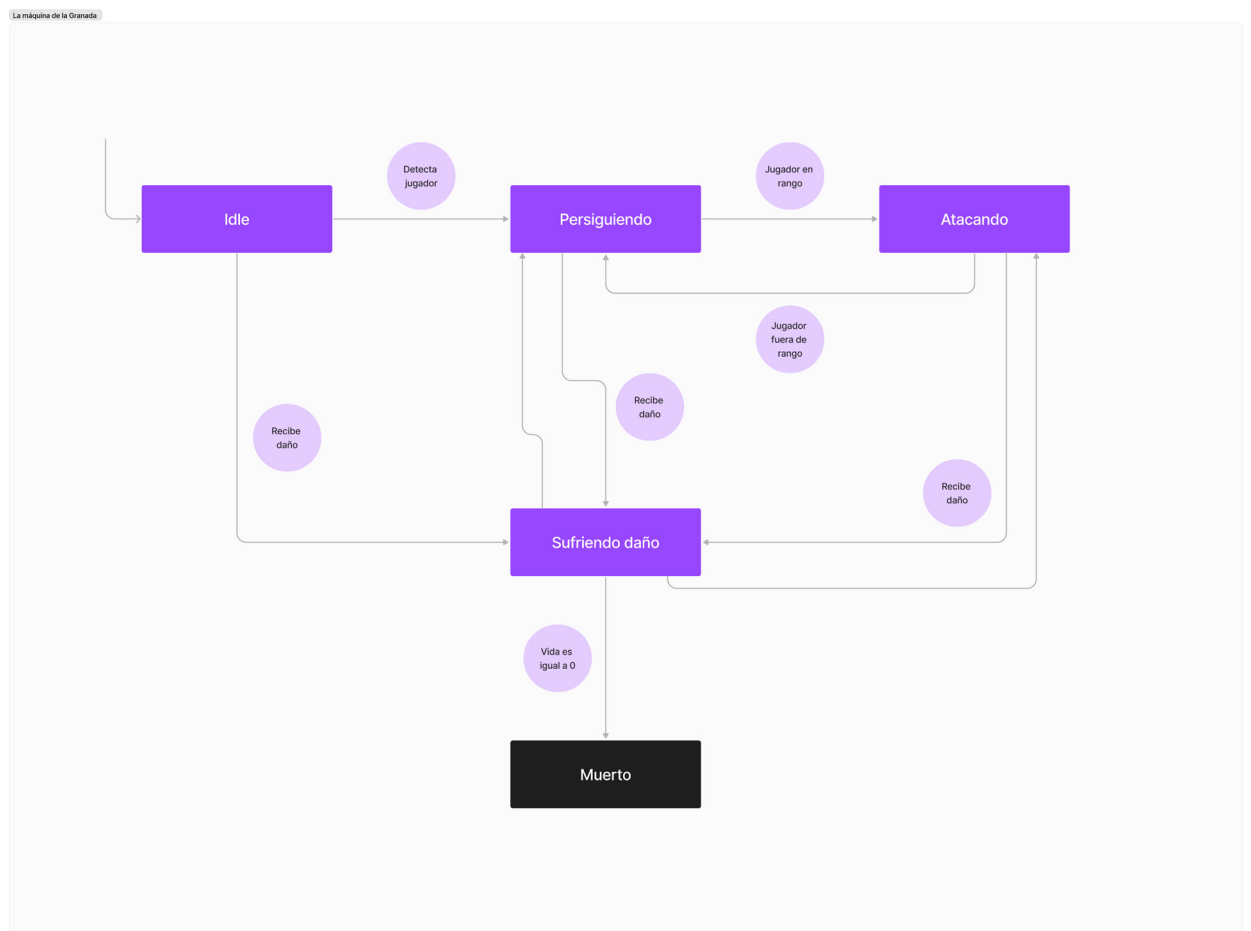 La máquina de la Granada
Detecta
jugador
Jugador en
rango
Idle
Persiguiendo
Atacando
Jugador
fuera de
rango
Recibe
daño
Recibe
daño
Recibe
daño
Sufriendo daño
Vida es
igual a 0
Muerto